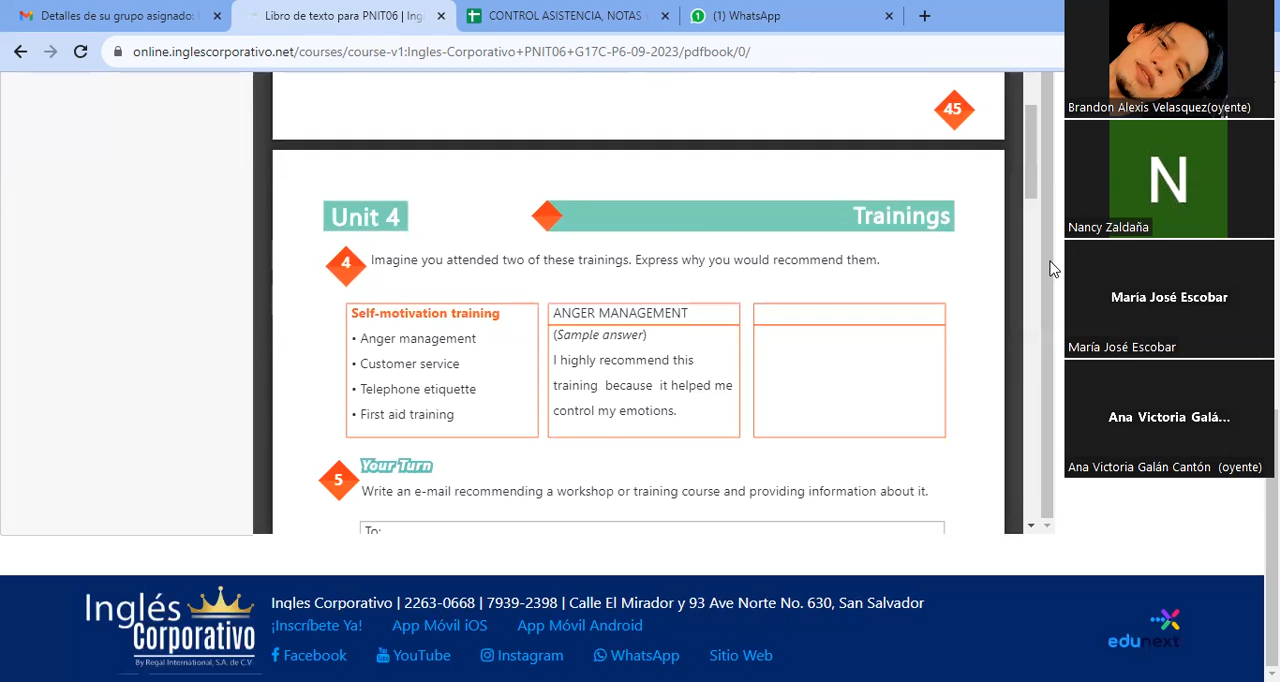 Detalles de su grupo asignado:
Libro de texto para PNIT06 | Ing
CONTROL ASISTENCIA, NOTAS
(1) WhatsApp
online.inglescorporativo.net/courses/course-v1:Ingles-Corporativo+PNIT06+G17C-P6-09-2023/pdfbook/0/
45
Unit 4
Trainings
4
Imagine you attended two of these trainings. Express why you would recommend them.
Self-motivation training
• Anger management
• Customer service
• Telephone etiquette
• First aid training
ANGER MANAGEMENT
(Sample answer)
I highly recommend this
training because it helped me
control my emotions.
Your Turn
5
Write an e-mail recommending a workshop or training course and providing information about it.
To:
Brandon Alexis Velasquez(oyente)
N
Nancy Zaldaña
María José Escobar
María José Escobar
Ana Victoria Galá...
Ana Victoria Galán Cantón (oyente)
Inglés
Corporativo
By Regal International, S.A. de C.V.
Ingles Corporativo | 2263-0668 | 7939-2398 | Calle El Mirador y 93 Ave Norte No. 630, San Salvador
¡Inscríbete Ya! App Móvil iOS App Móvil Android
Facebook YouTube Instagram WhatsApp Sitio Web
edunext